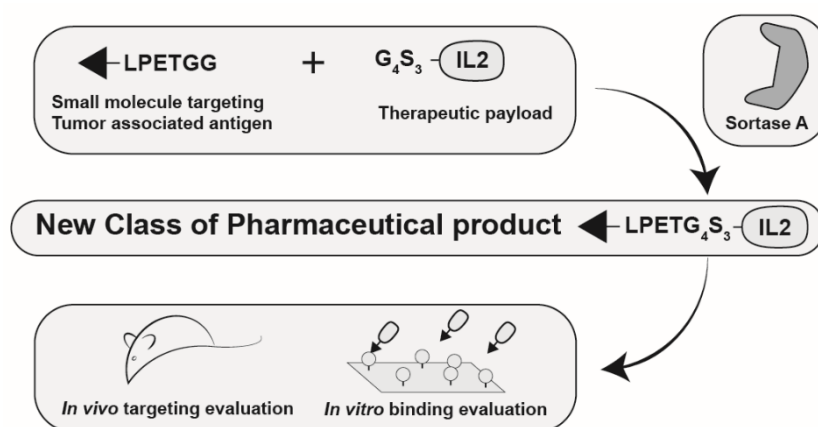 LPETGG + G₄S₃ IL2
Small molecule targeting
Tumor associated antigen
Therapeutic payload
Sortase A
New Class of Pharmaceutical product LPETG₄S₃ IL2
In vivo targeting evaluation
In vitro binding evaluation